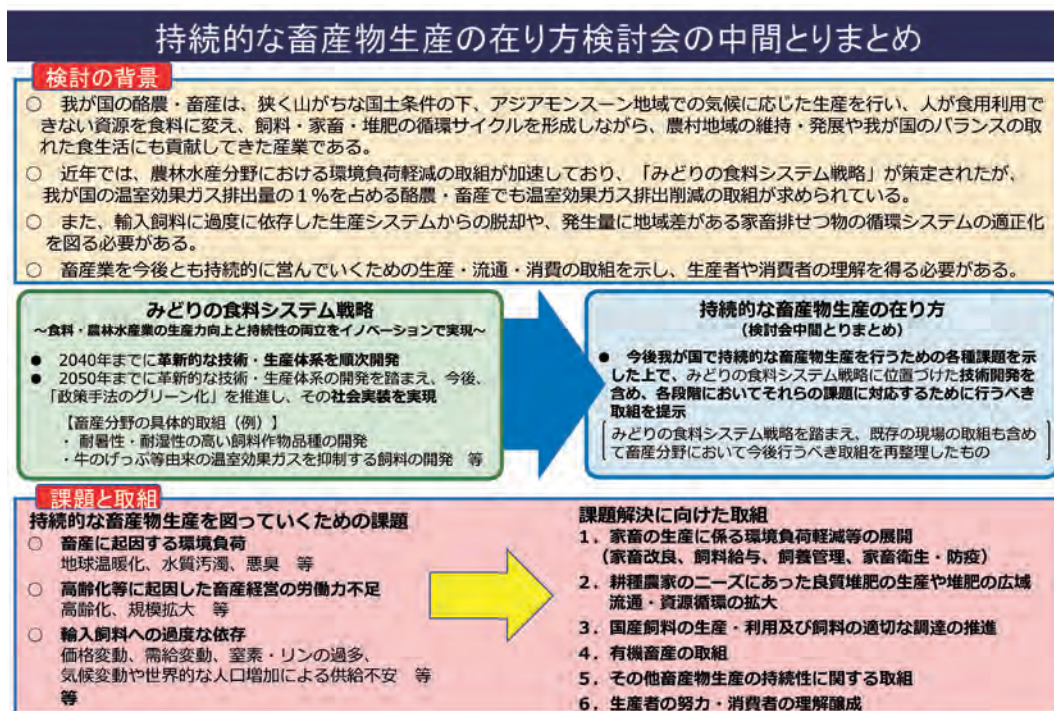 持続的な畜産物生産の在り方検討会の中間とりまとめ
検討の背景
○ 我が国の酪農・畜産は、狭く山がちな国土条件の下、アジアモンスーン地域での気候に応じた生産を行い、人が食用利用で
きない資源を食料に変え、飼料・家畜・堆肥の循環サイクルを形成しながら、農村地域の維持・発展や我が国のバランスの取
れた食生活にも貢献してきた産業である。
○ 近年では、農林水産分野における環境負荷軽減の取組が加速しており、「みどりの食料システム戦略」が策定されたが、
我が国の温室効果ガス排出量の1%を占める酪農・畜産でも温室効果ガス排出削減の取組が求められている。
○ また、輸入飼料に過度に依存した生産システムからの脱却や、発生量に地域差がある家畜排せつ物の循環システムの適正化
を図る必要がある。
○ 畜産業を今後とも持続的に営んでいくための生産・流通・消費の取組を示し、生産者や消費者の理解を得る必要がある。
みどりの食料システム戦略
～食料・農林水産業の生産力向上と持続性の両立をイノベーションで実現～
● 2040年までに革新的な技術・生産体系を順次開発
● 2050年までに革新的な技術・生産体系の開発を踏まえ、今後、
「政策手法のグリーン化」を推進し、その社会実装を実現
【畜産分野の具体的取組（例）】
・耐暑性・耐湿性の高い飼料作物品種の開発
・牛のげっぷ等由来の温室効果ガスを抑制する飼料の開発 等
持続的な畜産物生産の在り方
（検討会中間とりまとめ）
● 今後我が国で持続的な畜産物生産を行うための各種課題を示
した上で、みどりの食料システム戦略に位置づけた技術開発を
含め、各段階においてそれらの課題に対応するために行うべき
取組を提示
みどりの食料システム戦略を踏まえ、既存の現場の取組も含め
て畜産分野において今後行うべき取組を再整理したもの
課題と取組
持続的な畜産物生産を図っていくための課題
○ 畜産に起因する環境負荷
地球温暖化、水質汚濁、悪臭 等
○ 高齢化等に起因した畜産経営の労働力不足
高齢化、規模拡大 等
○ 輸入飼料への過度な依存
価格変動、需給変動、窒素・リンの過多、
気候変動や世界的な人口増加による供給不安 等
等
課題解決に向けた取組
1．家畜の生産に係る環境負荷軽減等の展開
（家畜改良、飼料給与、飼養管理、家畜衛生・防疫）
2．耕種農家のニーズにあった良質堆肥の生産や堆肥の広域
流通・資源循環の拡大
3．国産飼料の生産・利用及び飼料の適切な調達の推進
4．有機畜産の取組
5．その他畜産物生産の持続性に関する取組
6．生産者の努力・消費者の理解醸成